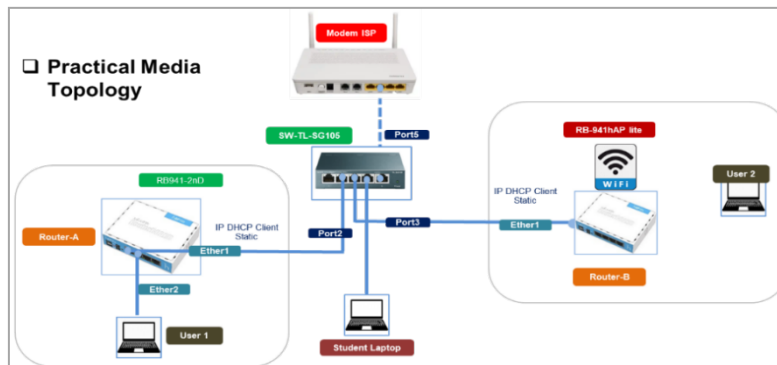 Modem ISP
❑ Practical Media
Topology
SW-TL-SG105
Port5
RB-941hAP lite
WiFi
User 2
RB941-2nD
IP DHCP Client
Static
IP DHCP Client
Static
Router-A
Ether1
Port2
Port3
Ether1
Ether2
Router-B
User 1
Student Laptop